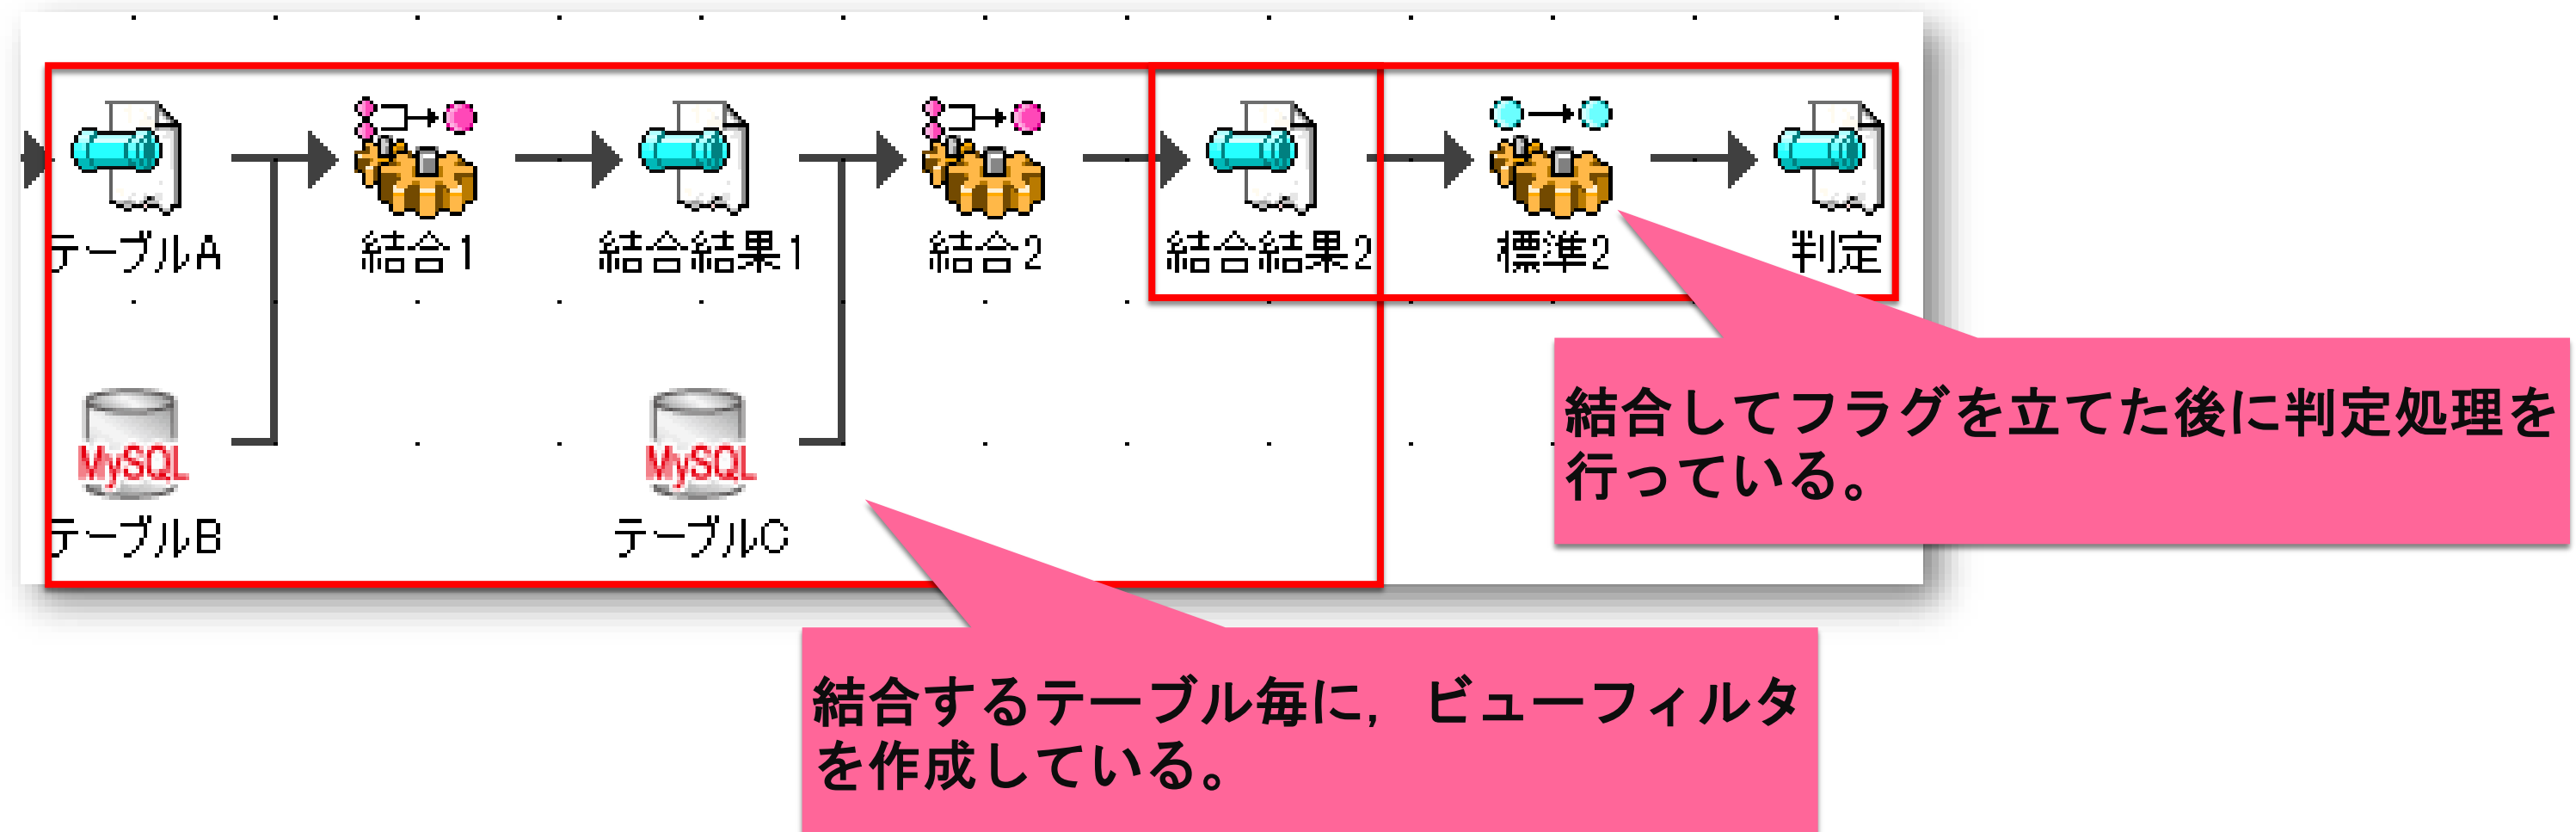 テーブルA
結合1
結合結果1
結合2
結合結果2
標準2
判定
MySQL
テーブルB
MySQL
テーブルC
結合してフラグを立てた後に判定処理を
行っている。
結合するテーブル毎に，ビューフィルタ
を作成している。